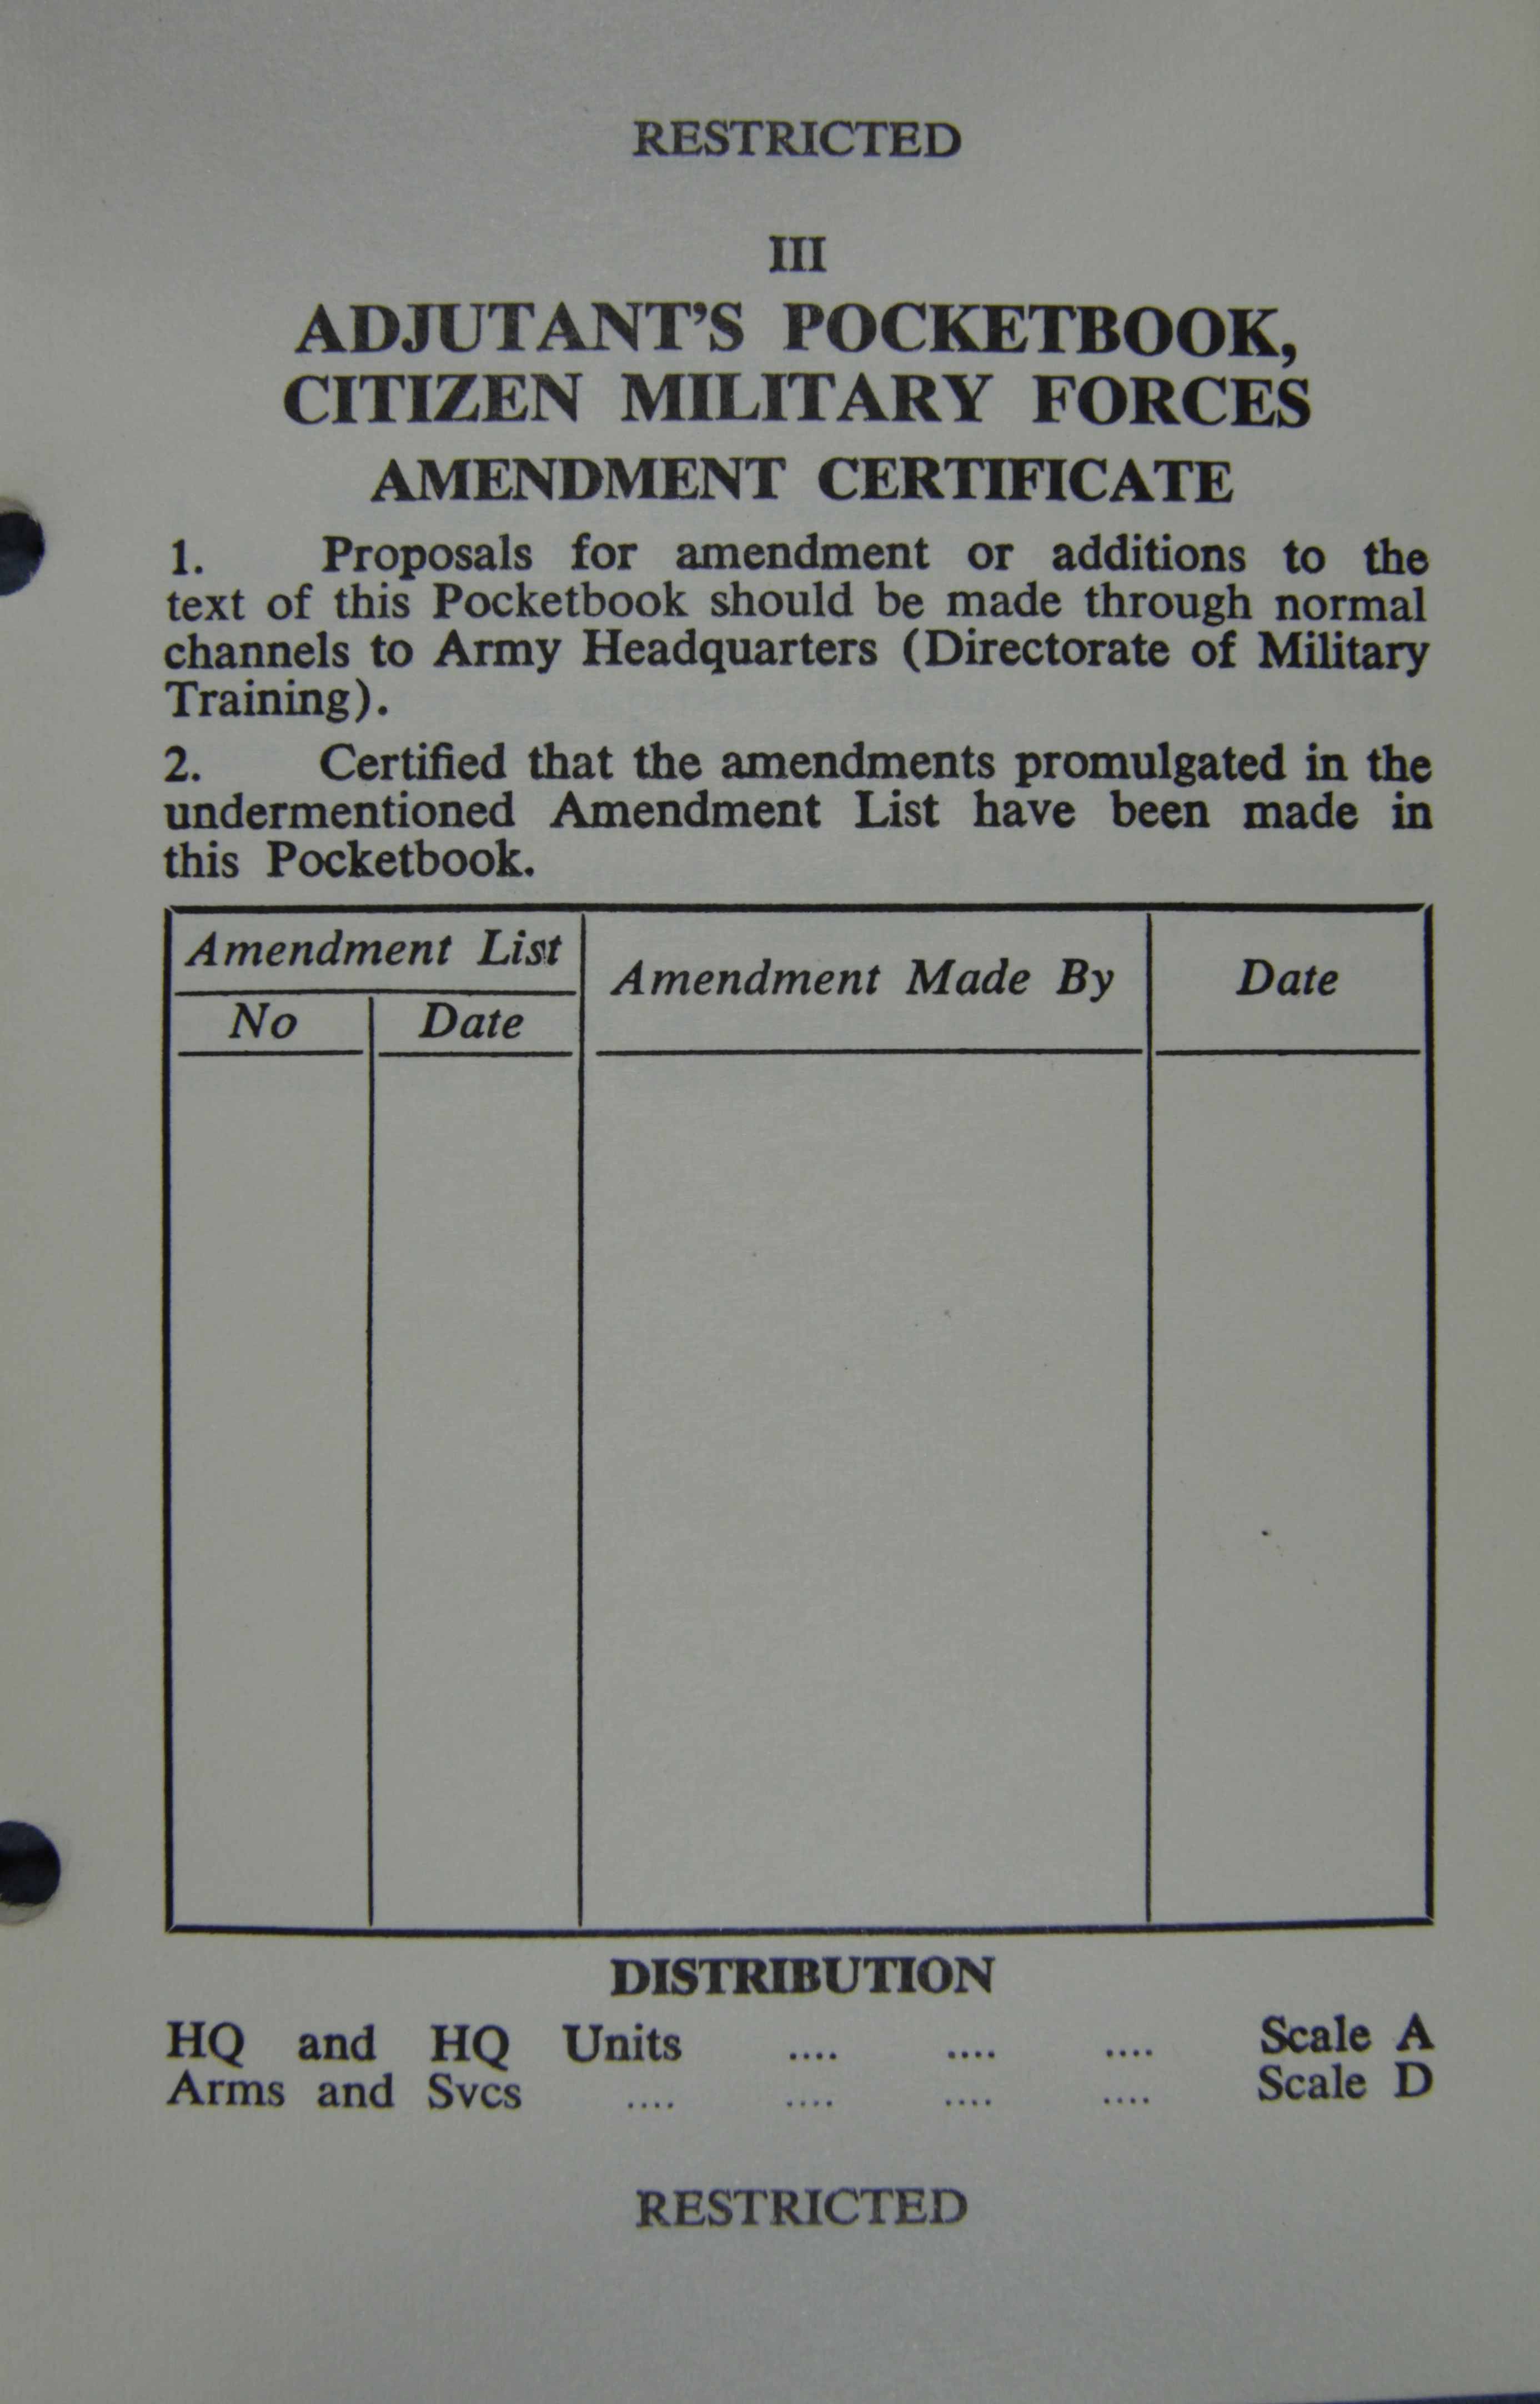 RESTRICTED
III
ADJUTANT'S POCKETBOOK,
CITIZEN MILITARY FORCES
AMENDMENT CERTIFICATE
1. Proposals for amendment or additions to the
text of this Pocketbook should be made through normal
channels to Army Headquarters (Directorate of Military
Training).
2. Certified that the amendments promulgated in the
undermentioned Amendment List have been made in
this Pocketbook.
Amendment List
Amendment Made By
Date
No
Date
DISTRIBUTION
HQ and HQ Units .... .... .... Scale A
Arms and Svcs .... .... .... .... Scale D
RESTRICTED